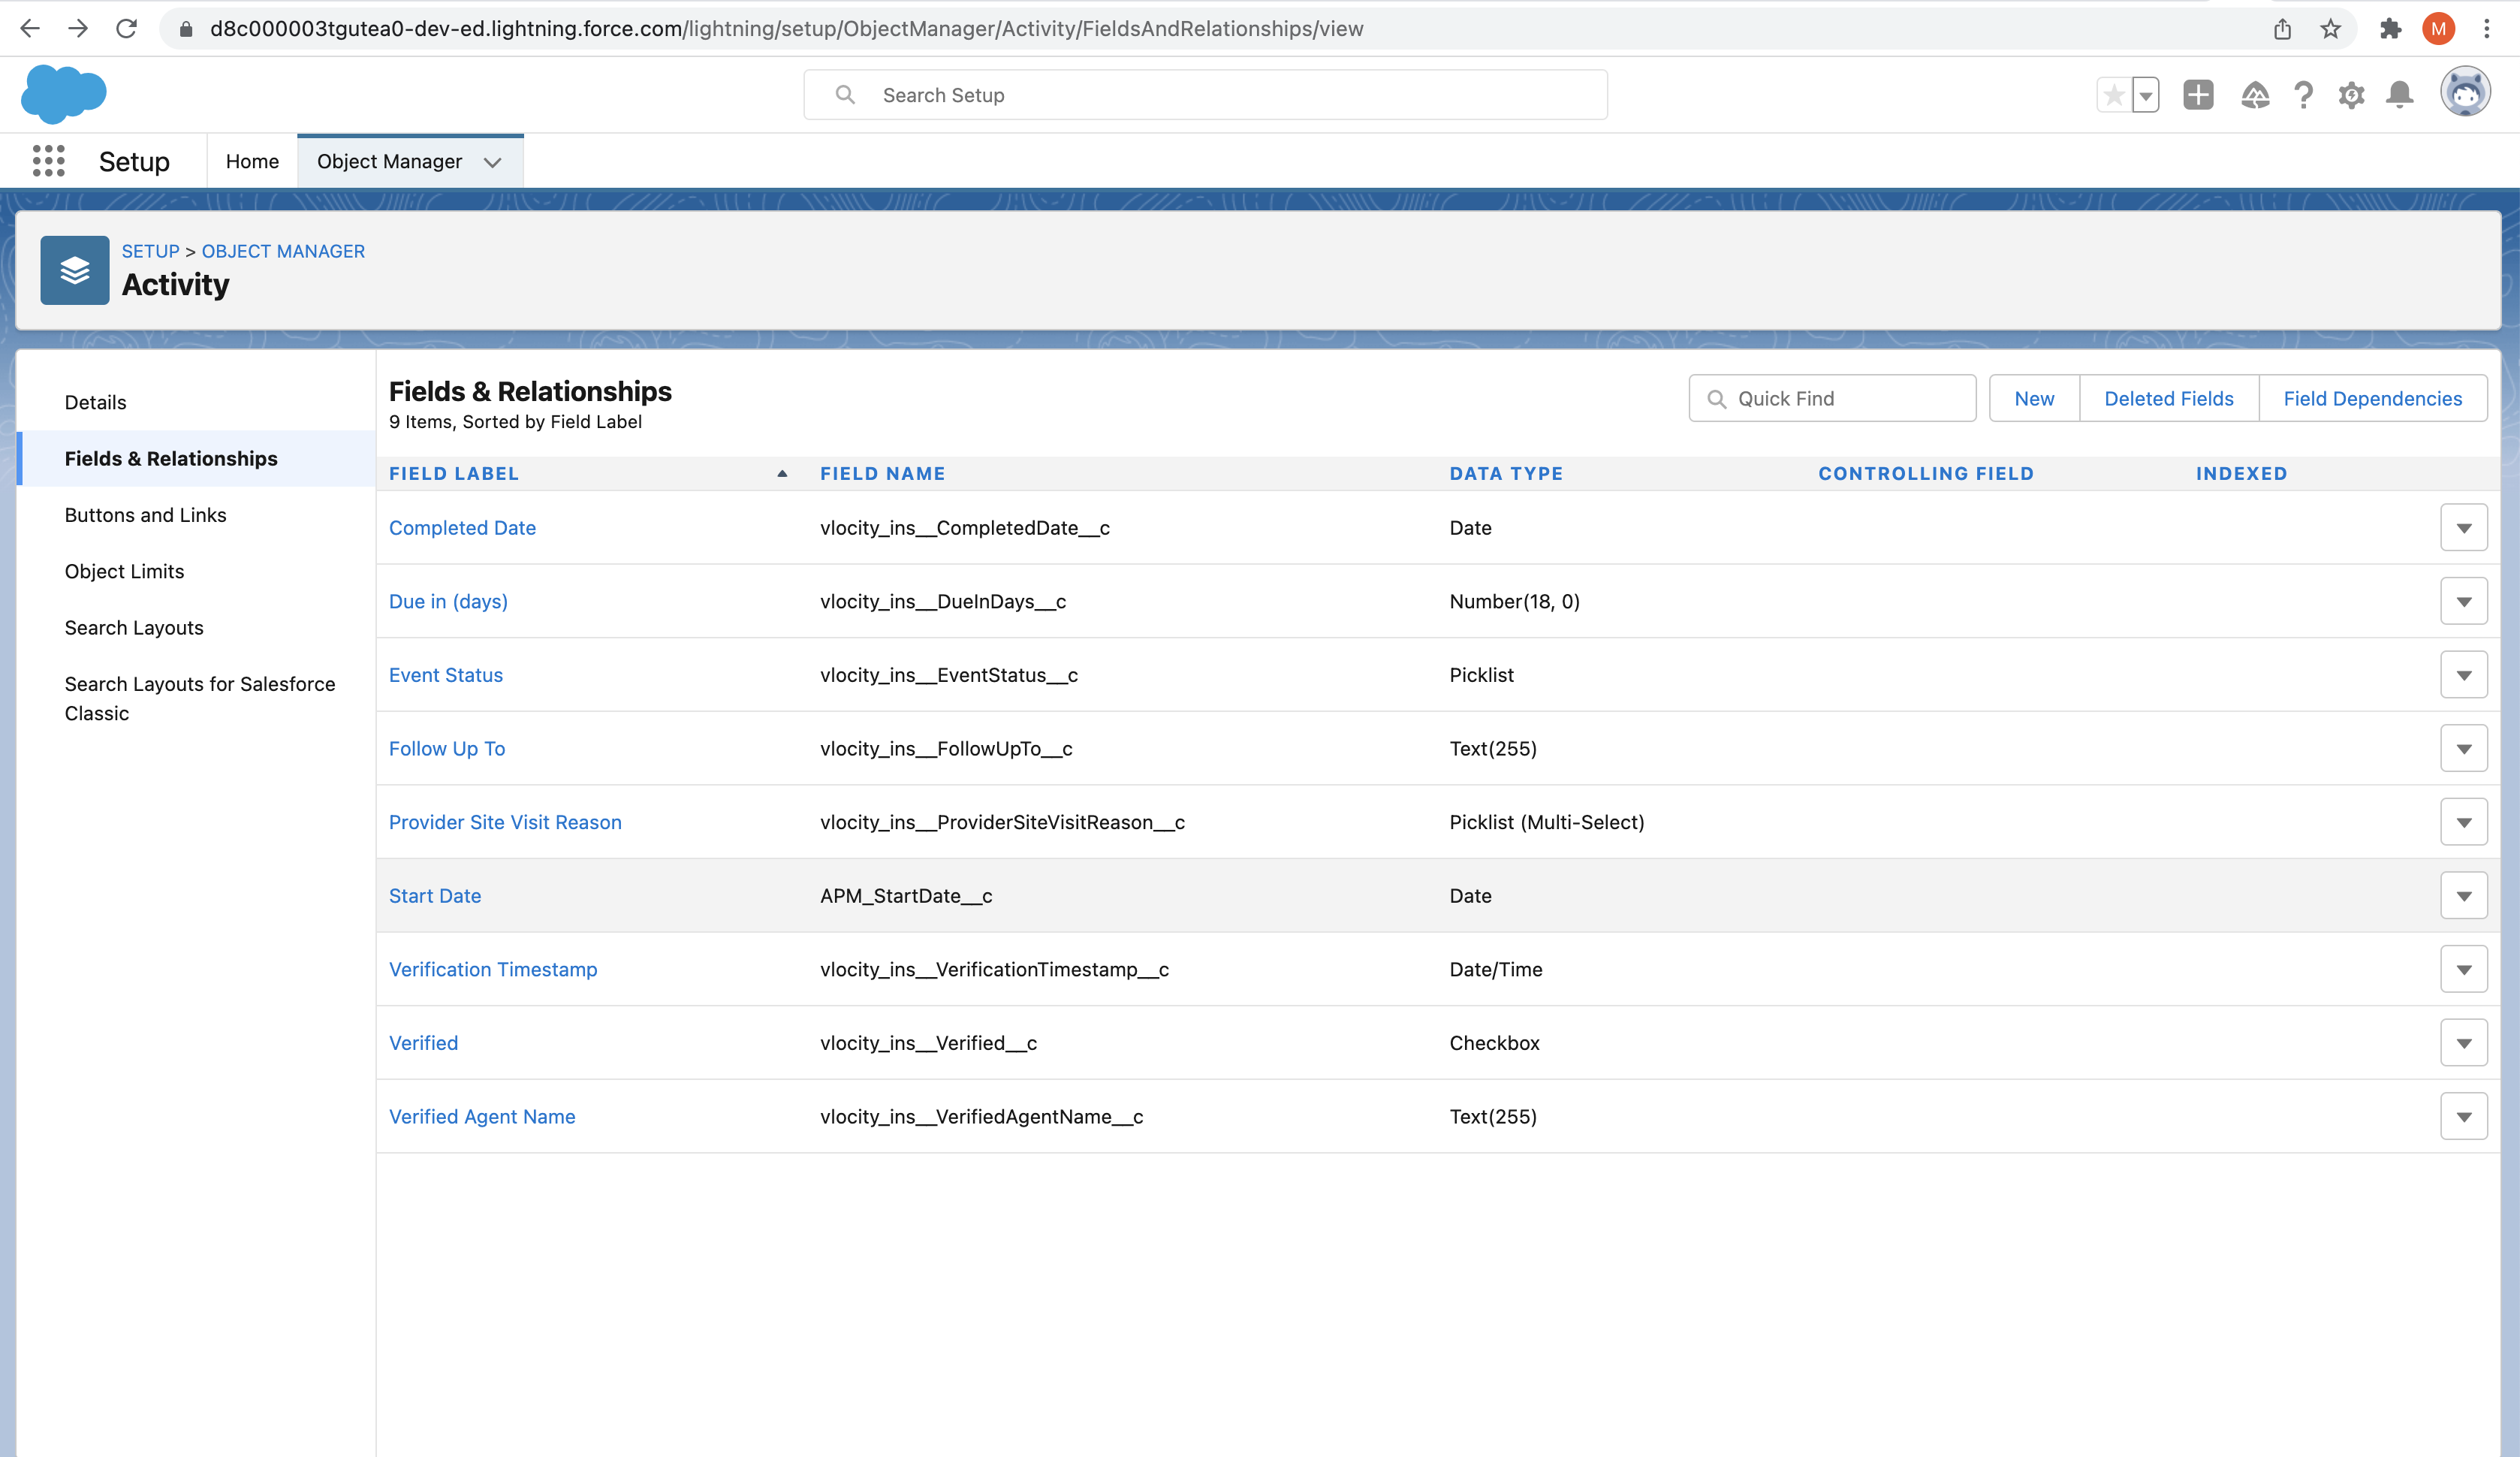 d8c000003tgutea0-dev-ed.lightning.force.com/lightning/setup/ObjectManager/Activity/FieldsAndRelationships/view
M
Search Setup
Setup
Home
Object Manager
SETUP > OBJECT MANAGER
Activity
Details
Fields & Relationships
Buttons and Links
Object Limits
Search Layouts
Search Layouts for Salesforce
Classic
Fields & Relationships
9 Items, Sorted by Field Label
Quick Find
New
Deleted Fields
Field Dependencies
FIELD LABEL FIELD NAME DATA TYPE CONTROLLING FIELD INDEXED
Completed Date vlocity_ins__CompletedDate__c Date
Due in (days) vlocity_ins__DueInDays__c Number(18, 0)
Event Status vlocity_ins__EventStatus__c Picklist
Follow Up To vlocity_ins__FollowUpTo__c Text(255)
Provider Site Visit Reason vlocity_ins__ProviderSiteVisitReason__c Picklist (Multi-Select)
Start Date APM_StartDate__c Date
Verification Timestamp vlocity_ins__VerificationTimestamp__c Date/Time
Verified vlocity_ins__Verified__c Checkbox
Verified Agent Name vlocity_ins__VerifiedAgentName__c Text(255)